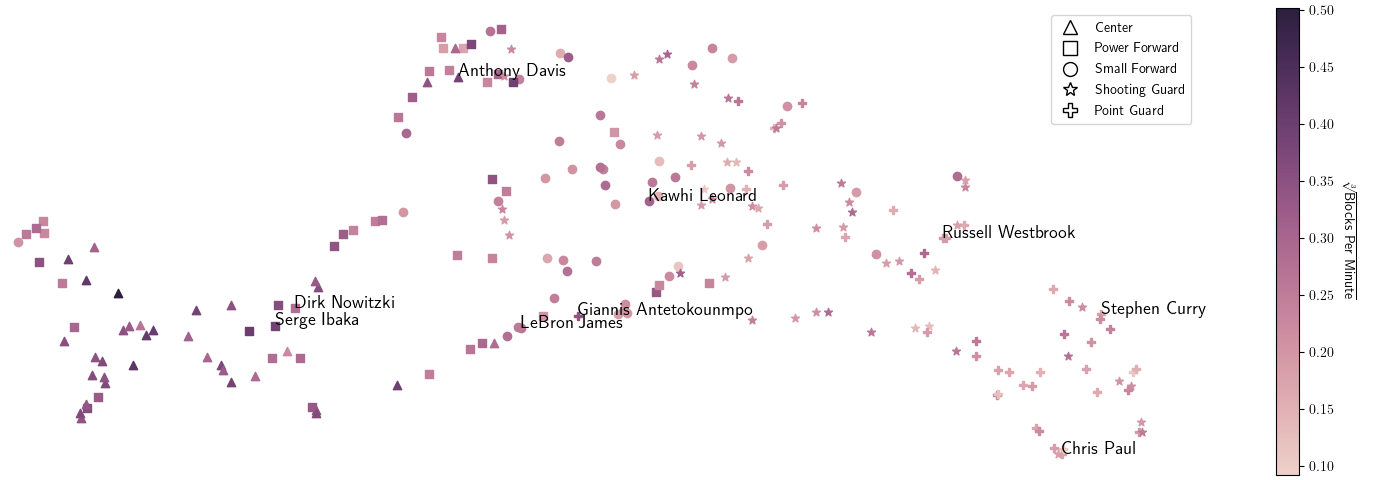 Center
Power Forward
Small Forward
Shooting Guard
Point Guard
Anthony Davis
Kawhi Leonard
Russell Westbrook
Dirk Nowitzki
Serge Ibaka
Giannis Antetokounmpo
LeBron James
Stephen Curry
Chris Paul
0.50
0.45
0.40
0.35
0.30
0.25
0.20
0.15
0.10
∛Blocks Per Minute